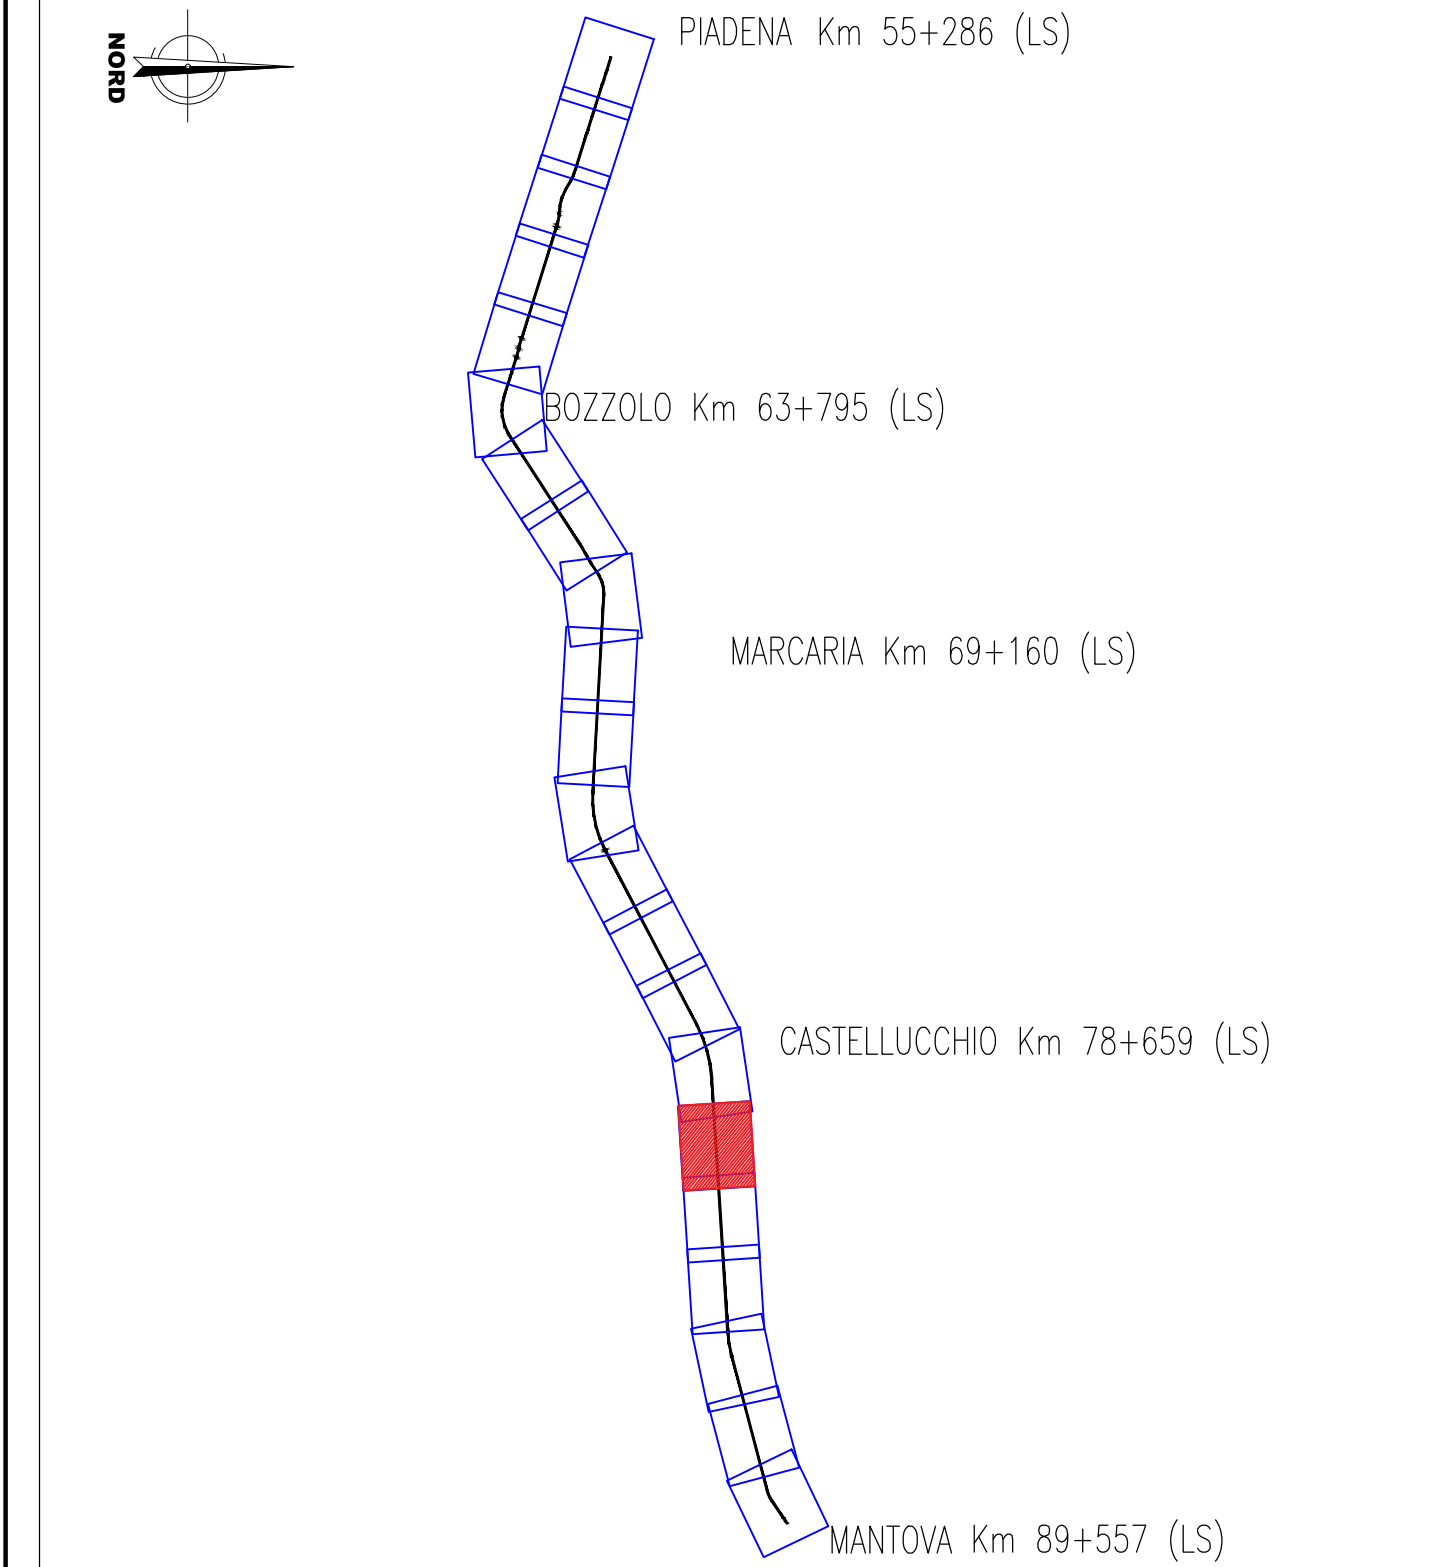 PIADENA Km 55+286 (LS)
NORD
BOZZOLO Km 63+795 (LS)
MARCARIA Km 69+160 (LS)
CASTELLUCCHIO Km 78+659 (LS)
MANTOVA Km 89+557 (LS)